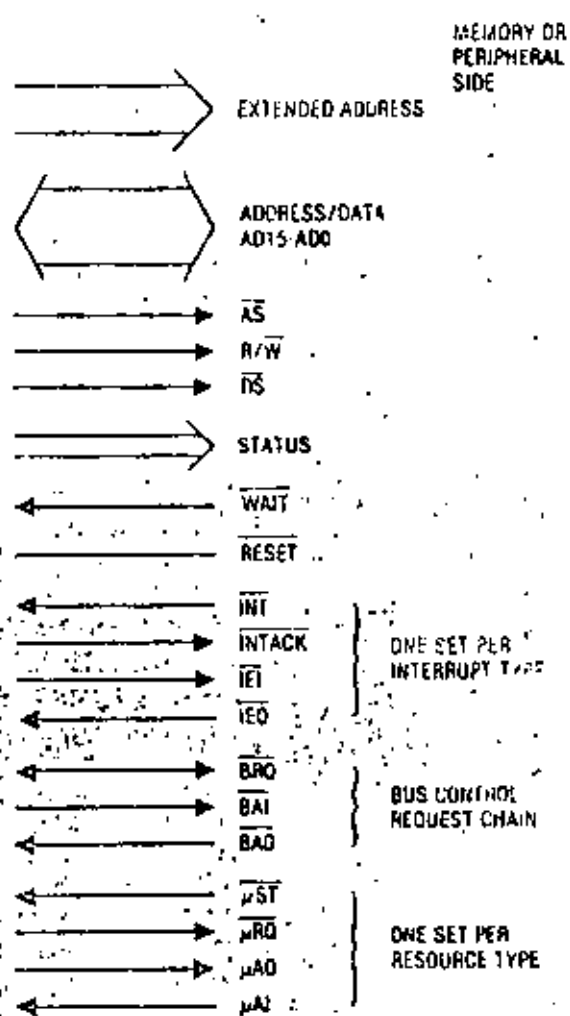 MEMORY OR
PERIPHERAL
SIDE
EXTENDED ADDRESS
ADDRESS/DATA
AD15-AD0
AS
R/W
DS
STATUS
WAIT
RESET
INT
INTACK
IEI
IEO
ONE SET PER
INTERRUPT TYPE
BRQ
BAI
BAO
BUS CONTROL
REQUEST CHAIN
μST
μRQ
μAO
μAI
ONE SET PER
RESOURCE TYPE